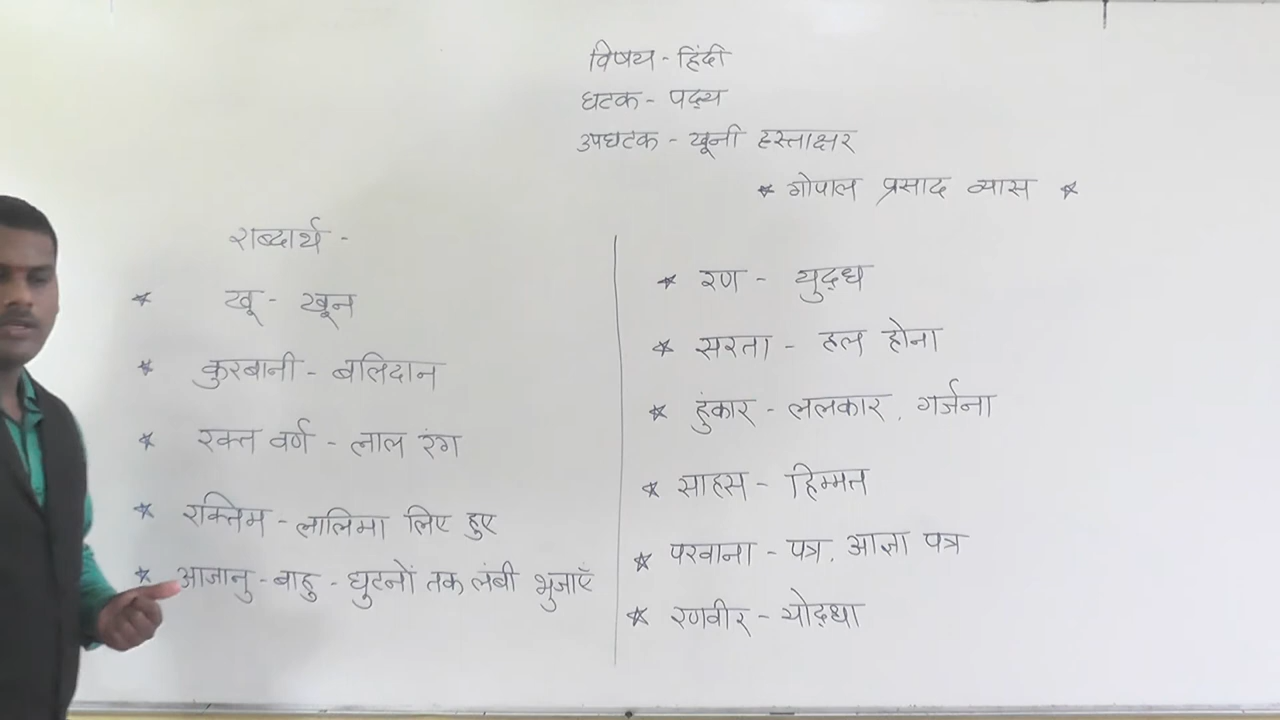 विषय - हिंदी
घटक - पद्य
उपघटक - खूनी हस्ताक्षर
* गोपाल प्रसाद व्यास *
शब्दार्थ -
* खू - खून
* कुरबानी - बलिदान
* रक्त वर्ण - लाल रंग
* रक्तिम - लालिमा लिए हुए
* आजानु - बाहु - घुटनों तक लंबी भुजाएँ
* रण - युद्ध
* सरता - हल होना
* हुंकार - ललकार, गर्जना
* साहस - हिम्मत
* परवाना - पत्र, आज्ञा पत्र
* रणवीर - योद्धा